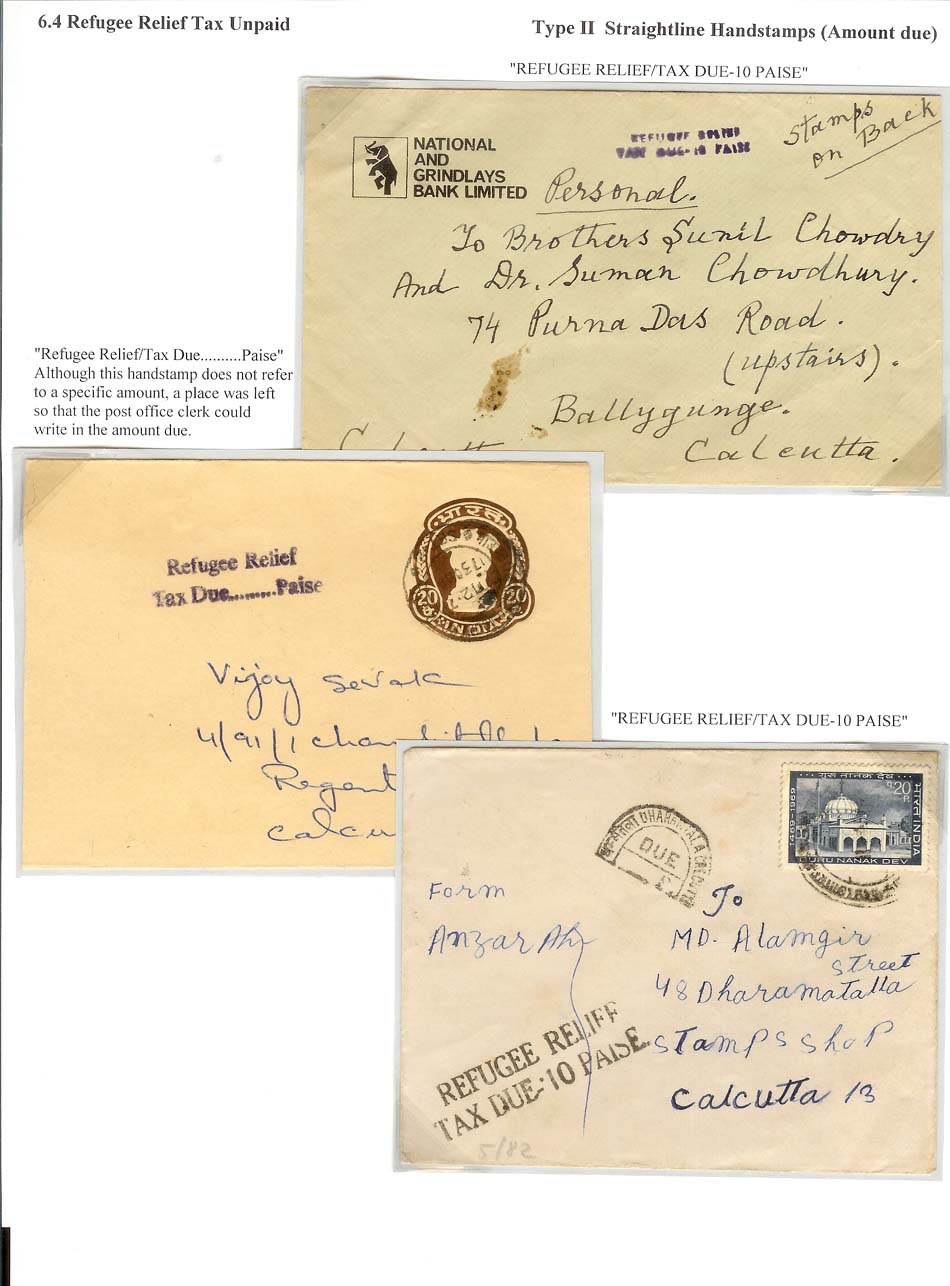 6.4 Refugee Relief Tax Unpaid
Type II Straightline Handstamps (Amount due)
"REFUGEE RELIEF/TAX DUE-10 PAISE"
NATIONAL
AND
GRINDLAYS
BANK LIMITED
REFUGEE RELIEF
TAX DUE-10 PAISE
Stamps
on Back
Personal.
To Brothers Sunil Chowdry
And Dr. Suman Chowdhury.
74 Purna Das Road.
(upstairs).
Ballygunge.
Calcutta.
"Refugee Relief/Tax Due..........Paise"
Although this handstamp does not refer
to a specific amount, a place was left
so that the post office clerk could
write in the amount due.
Refugee Relief
Tax Due.........Paise
भारत
20 20
INDIA
Vijoy Sevak
4/91/1
Regent
Calcu
"REFUGEE RELIEF/TAX DUE-10 PAISE"
गुरु नानक देव
1469-1969
20
P
भारत INDIA
GURU NANAK DEV
DHARAMTALA CALCUTTA
DUE
Form
Anzar Ali
To
MD. Alamgir
Street
48 Dharamatalla
Stamps shop
Calcutta 13
REFUGEE RELIEF
TAX DUE-10 PAISE.
5/82